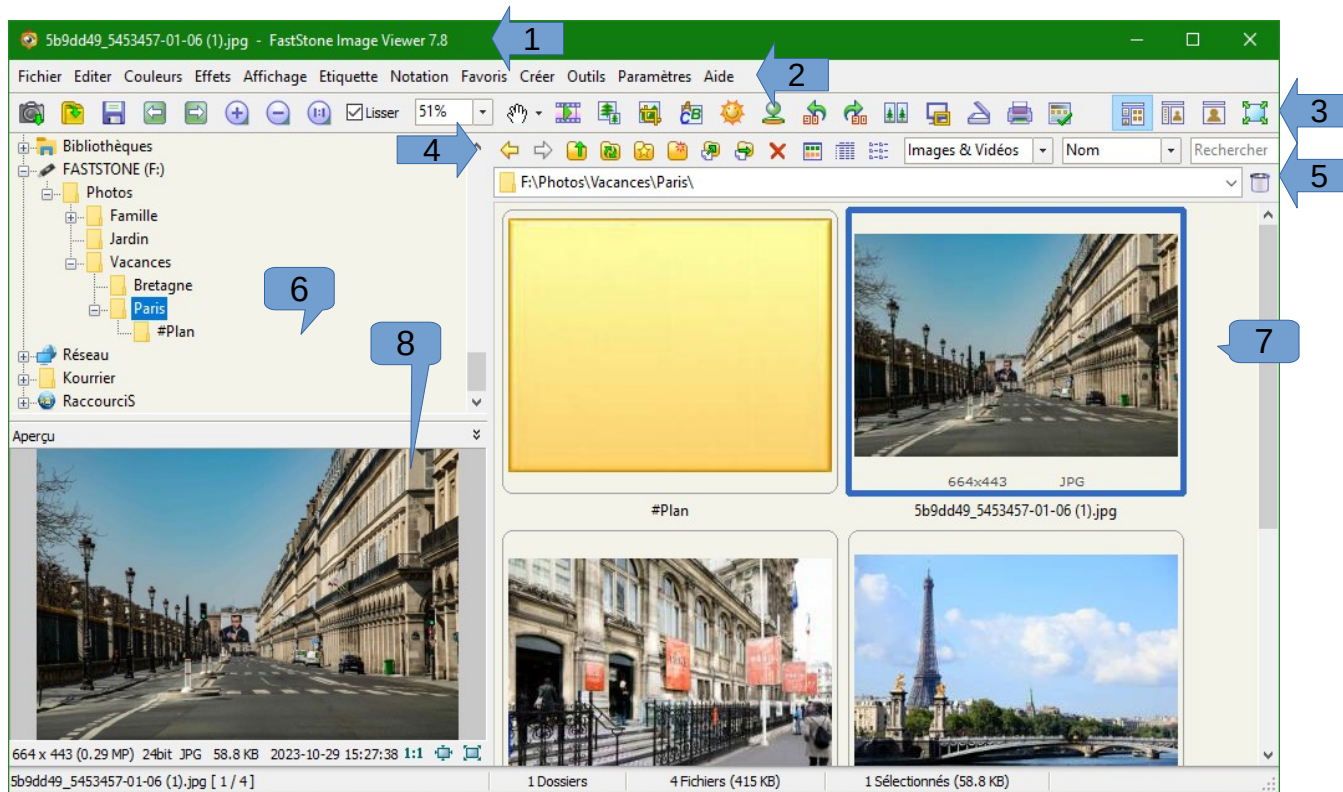 5b9dd49_5453457-01-06 (1).jpg - FastStone Image Viewer 7.8
1
Fichier Editer Couleurs Effets Affichage Etiquette Notation Favoris Créer Outils Paramètres Aide
2
1:1
Lisser
51%
3
4
Images & Vidéos
Nom
Rechercher
F:\Photos\Vacances\Paris\
5
Bibliothèques
FASTSTONE (F:)
Photos
Famille
Jardin
Vacances
Bretagne
Paris
#Plan
Réseau
Kourrier
RaccourciS
6
8
7
Aperçu
664 x 443 (0.29 MP) 24bit JPG 58.8 KB 2023-10-29 15:27:38 1:1
#Plan
664x443 JPG
5b9dd49_5453457-01-06 (1).jpg
5b9dd49_5453457-01-06 (1).jpg [ 1 / 4 ]
1 Dossiers
4 Fichiers (415 KB)
1 Sélectionnés (58.8 KB)